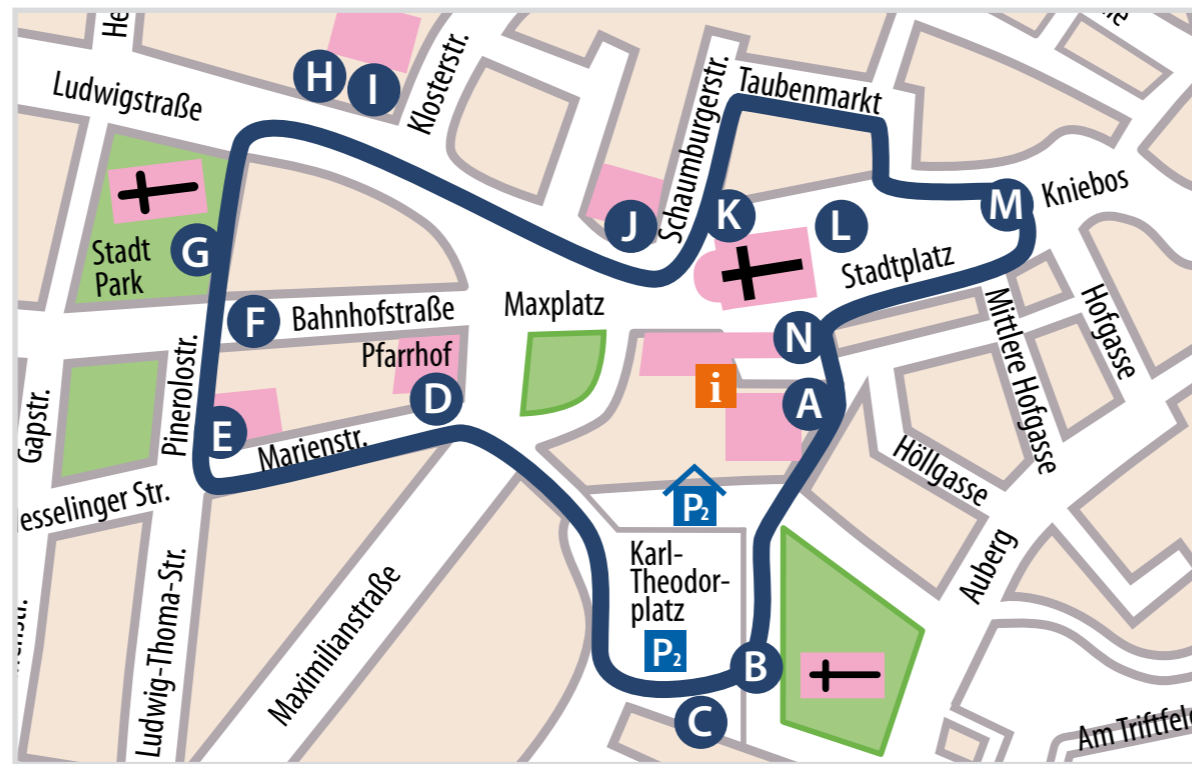 H
I
Klosterstr.
Ludwigstraße
Schaumburgerstr.
Taubenmarkt
Kniebos
M
J
K
L
G
Stadt
Park
Stadtplatz
F
Bahnhofstraße
Maxplatz
N
Mittlere Hofgasse
Hofgasse
Pfarrhof
D
i
A
Pinerolostr.
Gapstr.
E
Marienstr.
Höllgasse
esselinger Str.
P2
Karl-
Theodor-
platz
P2
B
C
Auberg
Ludwig-Thoma-Str.
Maximilianstraße
Am Triftfel